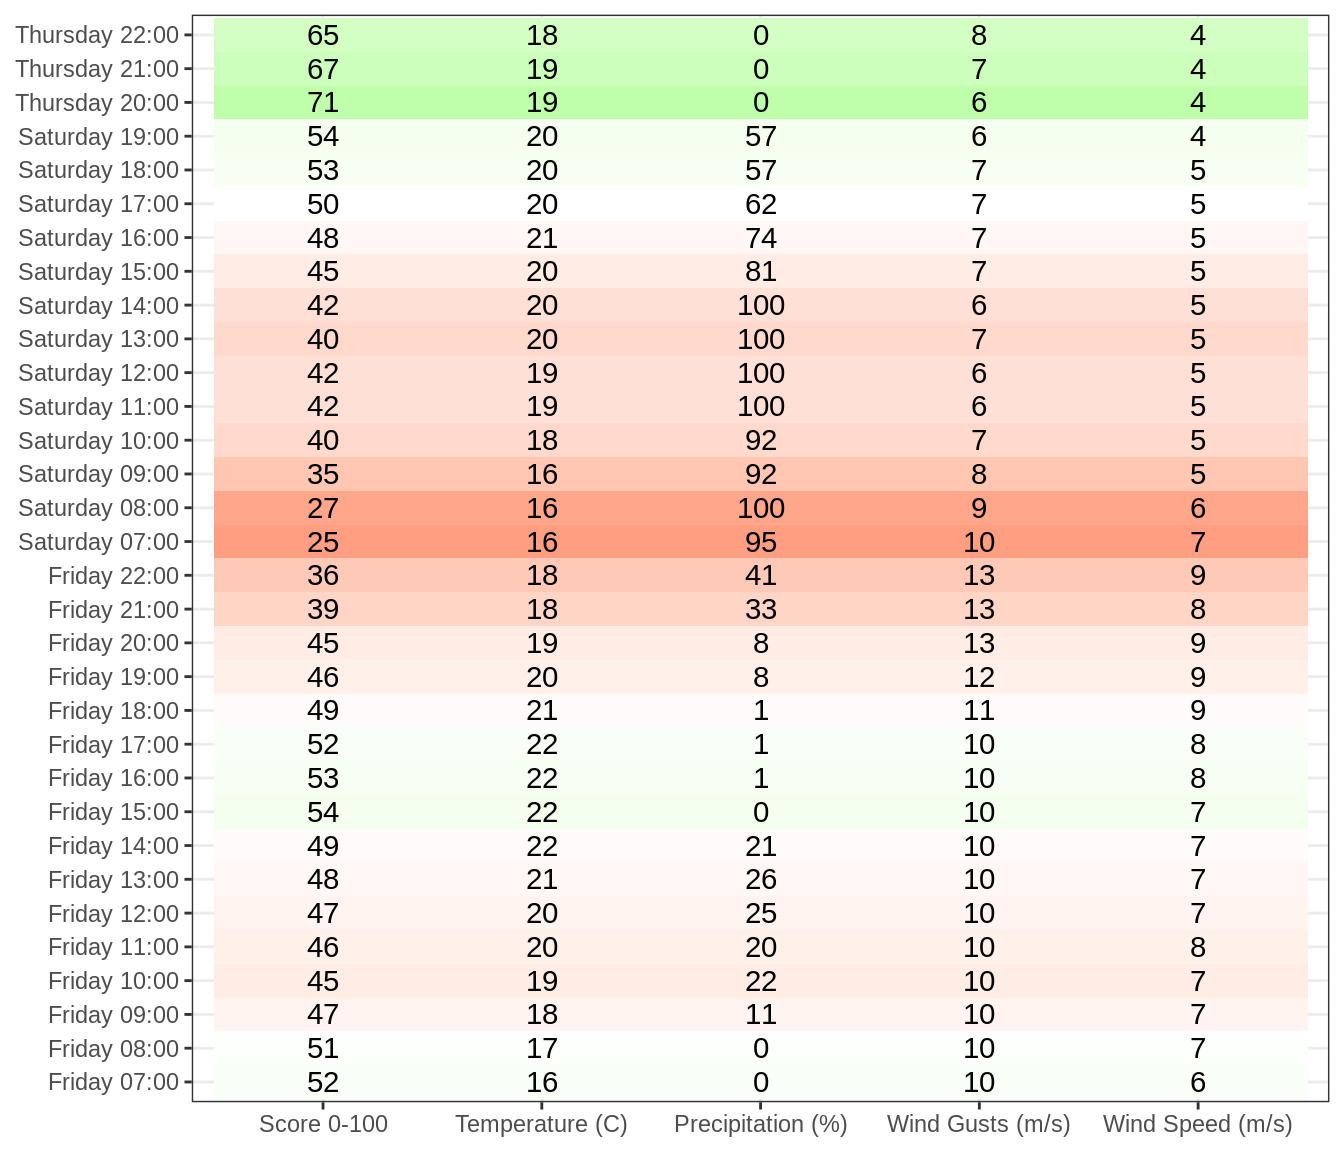 Thursday 22:00 65 18 0 8 4
Thursday 21:00 67 19 0 7 4
Thursday 20:00 71 19 0 6 4
Saturday 19:00 54 20 57 6 4
Saturday 18:00 53 20 57 7 5
Saturday 17:00 50 20 62 7 5
Saturday 16:00 48 21 74 7 5
Saturday 15:00 45 20 81 7 5
Saturday 14:00 42 20 100 6 5
Saturday 13:00 40 20 100 7 5
Saturday 12:00 42 19 100 6 5
Saturday 11:00 42 19 100 6 5
Saturday 10:00 40 18 92 7 5
Saturday 09:00 35 16 92 8 5
Saturday 08:00 27 16 100 9 6
Saturday 07:00 25 16 95 10 7
Friday 22:00 36 18 41 13 9
Friday 21:00 39 18 33 13 8
Friday 20:00 45 19 8 13 9
Friday 19:00 46 20 8 12 9
Friday 18:00 49 21 1 11 9
Friday 17:00 52 22 1 10 8
Friday 16:00 53 22 1 10 8
Friday 15:00 54 22 0 10 7
Friday 14:00 49 22 21 10 7
Friday 13:00 48 21 26 10 7
Friday 12:00 47 20 25 10 7
Friday 11:00 46 20 20 10 8
Friday 10:00 45 19 22 10 7
Friday 09:00 47 18 11 10 7
Friday 08:00 51 17 0 10 7
Friday 07:00 52 16 0 10 6
Score 0-100 Temperature (C) Precipitation (%) Wind Gusts (m/s) Wind Speed (m/s)